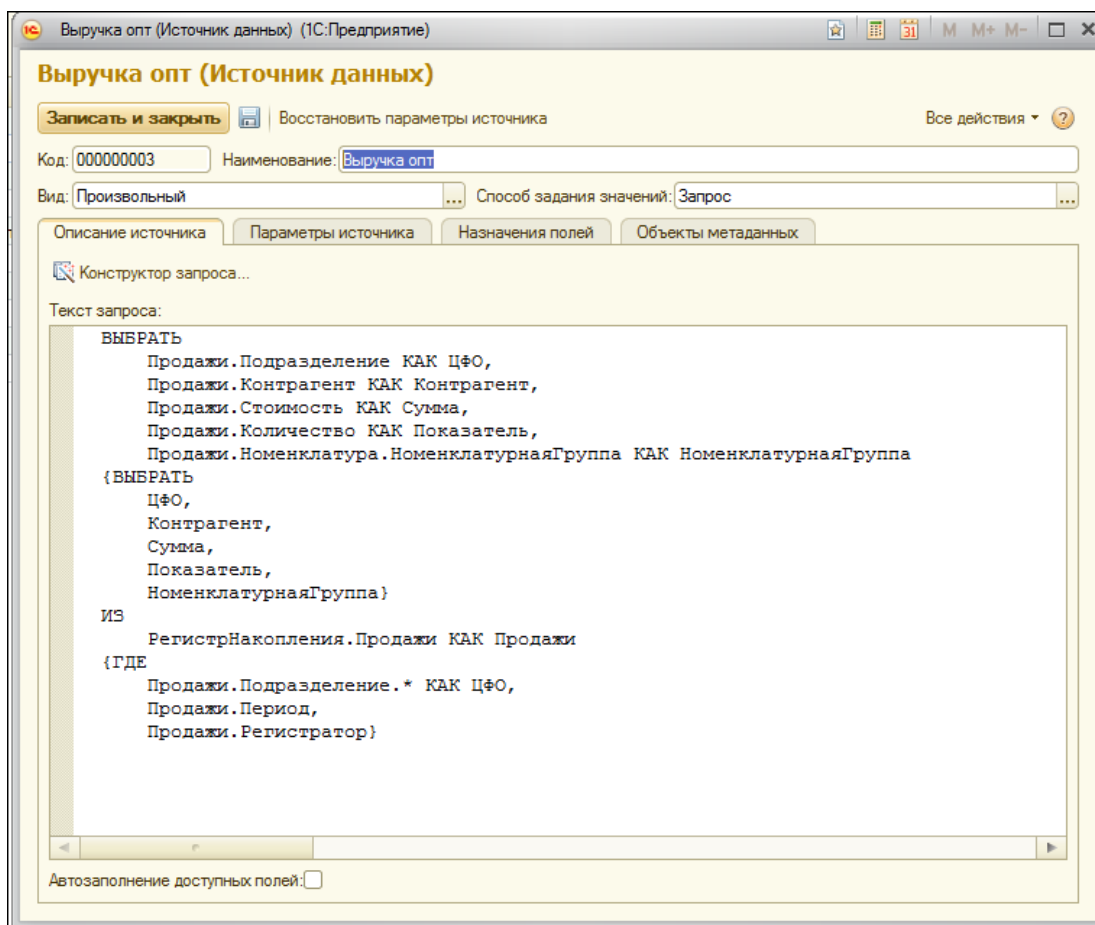 Выручка опт (Источник данных) (1С:Предприятие)
31 M M+ M-
Выручка опт (Источник данных)
Записать и закрыть Восстановить параметры источника Все действия ?
Код: 000000003 Наименование: Выручка опт
Вид: Произвольный ... Способ задания значений: Запрос ...
Описание источника Параметры источника Назначения полей Объекты метаданных
Конструктор запроса...
Текст запроса:
ВЫБРАТЬ
Продажи.Подразделение КАК ЦФО,
Продажи.Контрагент КАК Контрагент,
Продажи.Стоимость КАК Сумма,
Продажи.Количество КАК Показатель,
Продажи.Номенклатура.НоменклатурнаяГруппа КАК НоменклатурнаяГруппа
{ВЫБРАТЬ
ЦФО,
Контрагент,
Сумма,
Показатель,
НоменклатурнаяГруппа}
ИЗ
РегистрНакопления.Продажи КАК Продажи
{ГДЕ
Продажи.Подразделение.* КАК ЦФО,
Продажи.Период,
Продажи.Регистратор}
Автозаполнение доступных полей: